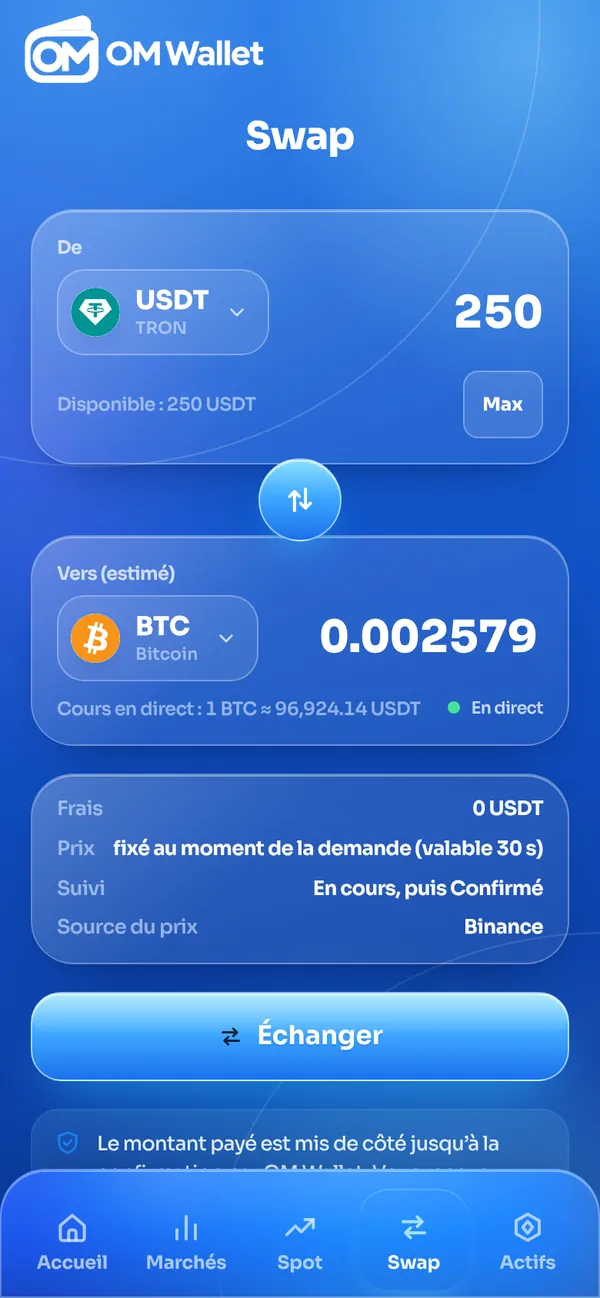 OM OM Wallet
Swap
De
USDT
TRON
250
Disponible : 250 USDT
Max
Vers (estimé)
BTC
Bitcoin
0.002579
Cours en direct : 1 BTC ≈ 96,924.14 USDT
En direct
Frais 0 USDT
Prix fixé au moment de la demande (valable 30 s)
Suivi En cours, puis Confirmé
Source du prix Binance
Échanger
Le montant payé est mis de côté jusqu’à la
Accueil Marchés Spot Swap Actifs